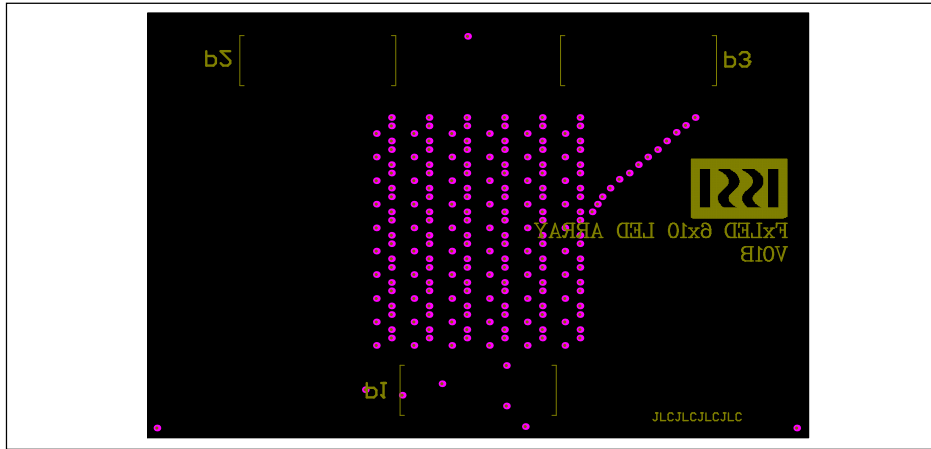 P2
P3
ISSI
FxLED 6x10 LED ARRAY
V01B
P1
JLCJLCJLCJLC